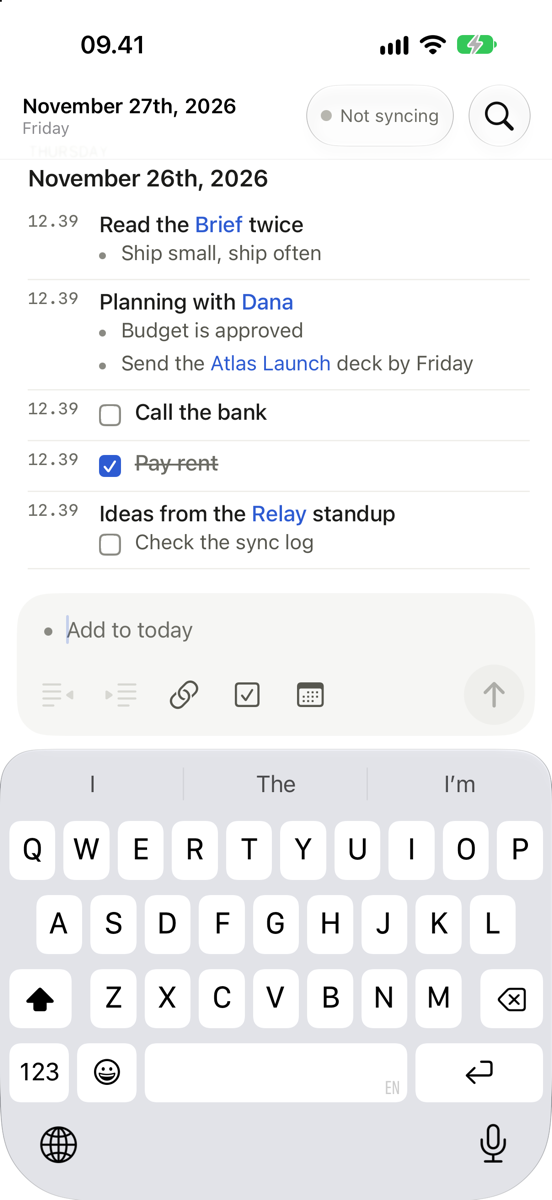 09.41
November 27th, 2026
Friday
Not syncing
THURSDAY
November 26th, 2026
12.39 Read the Brief twice
Ship small, ship often
12.39 Planning with Dana
Budget is approved
Send the Atlas Launch deck by Friday
12.39 Call the bank
12.39 Pay rent
12.39 Ideas from the Relay standup
Check the sync log
Add to today
I The I'm
Q W E R T Y U I O P
A S D F G H J K L
Z X C V B N M
123 EN